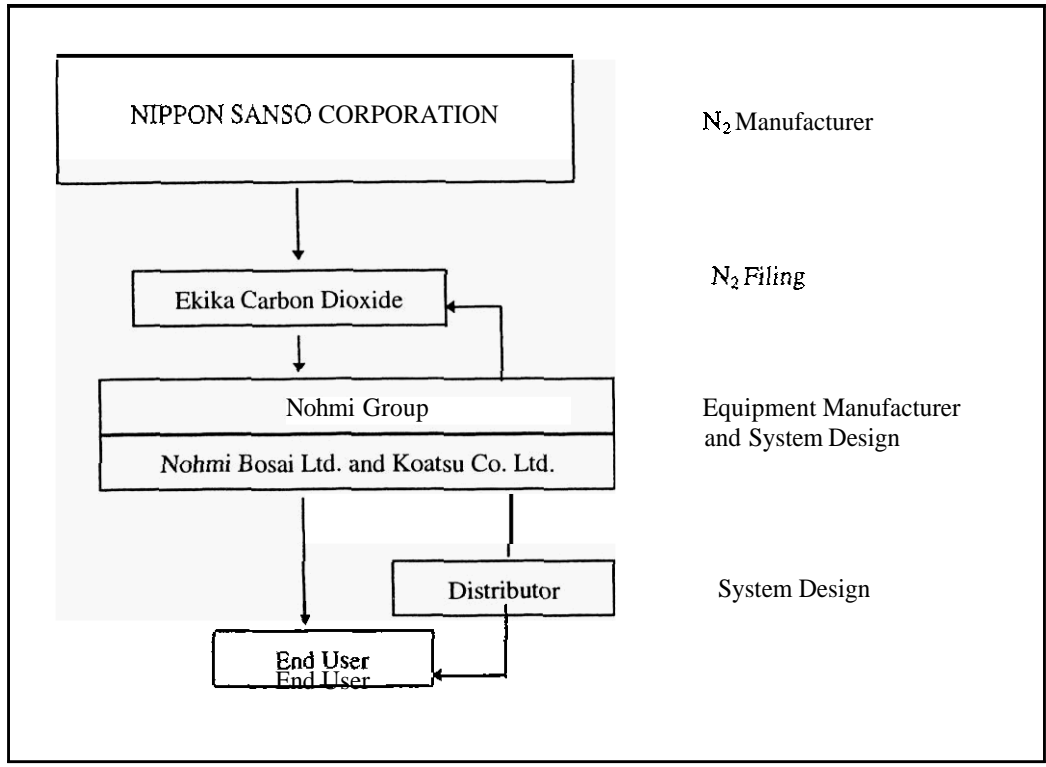 NIPPON SANSO CORPORATION
N₂ Manufacturer
Ekika Carbon Dioxide
N₂ Filing
Nohmi Group
Equipment Manufacturer
and System Design
Nohmi Bosai Ltd. and Koatsu Co. Ltd.
Distributor
System Design
End User
End User